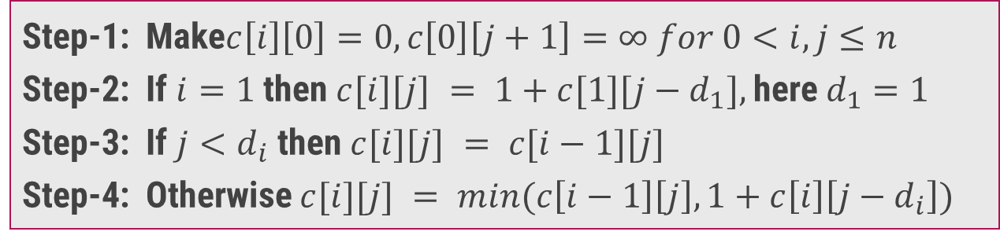 Step-1: Make c[i][0] = 0, c[0][j + 1] = ∞ for 0 < i, j ≤ n
Step-2: If i = 1 then c[i][j] = 1 + c[1][j − d₁], here d₁ = 1
Step-3: If j < dᵢ then c[i][j] = c[i − 1][j]
Step-4: Otherwise c[i][j] = min(c[i − 1][j], 1 + c[i][j − dᵢ])